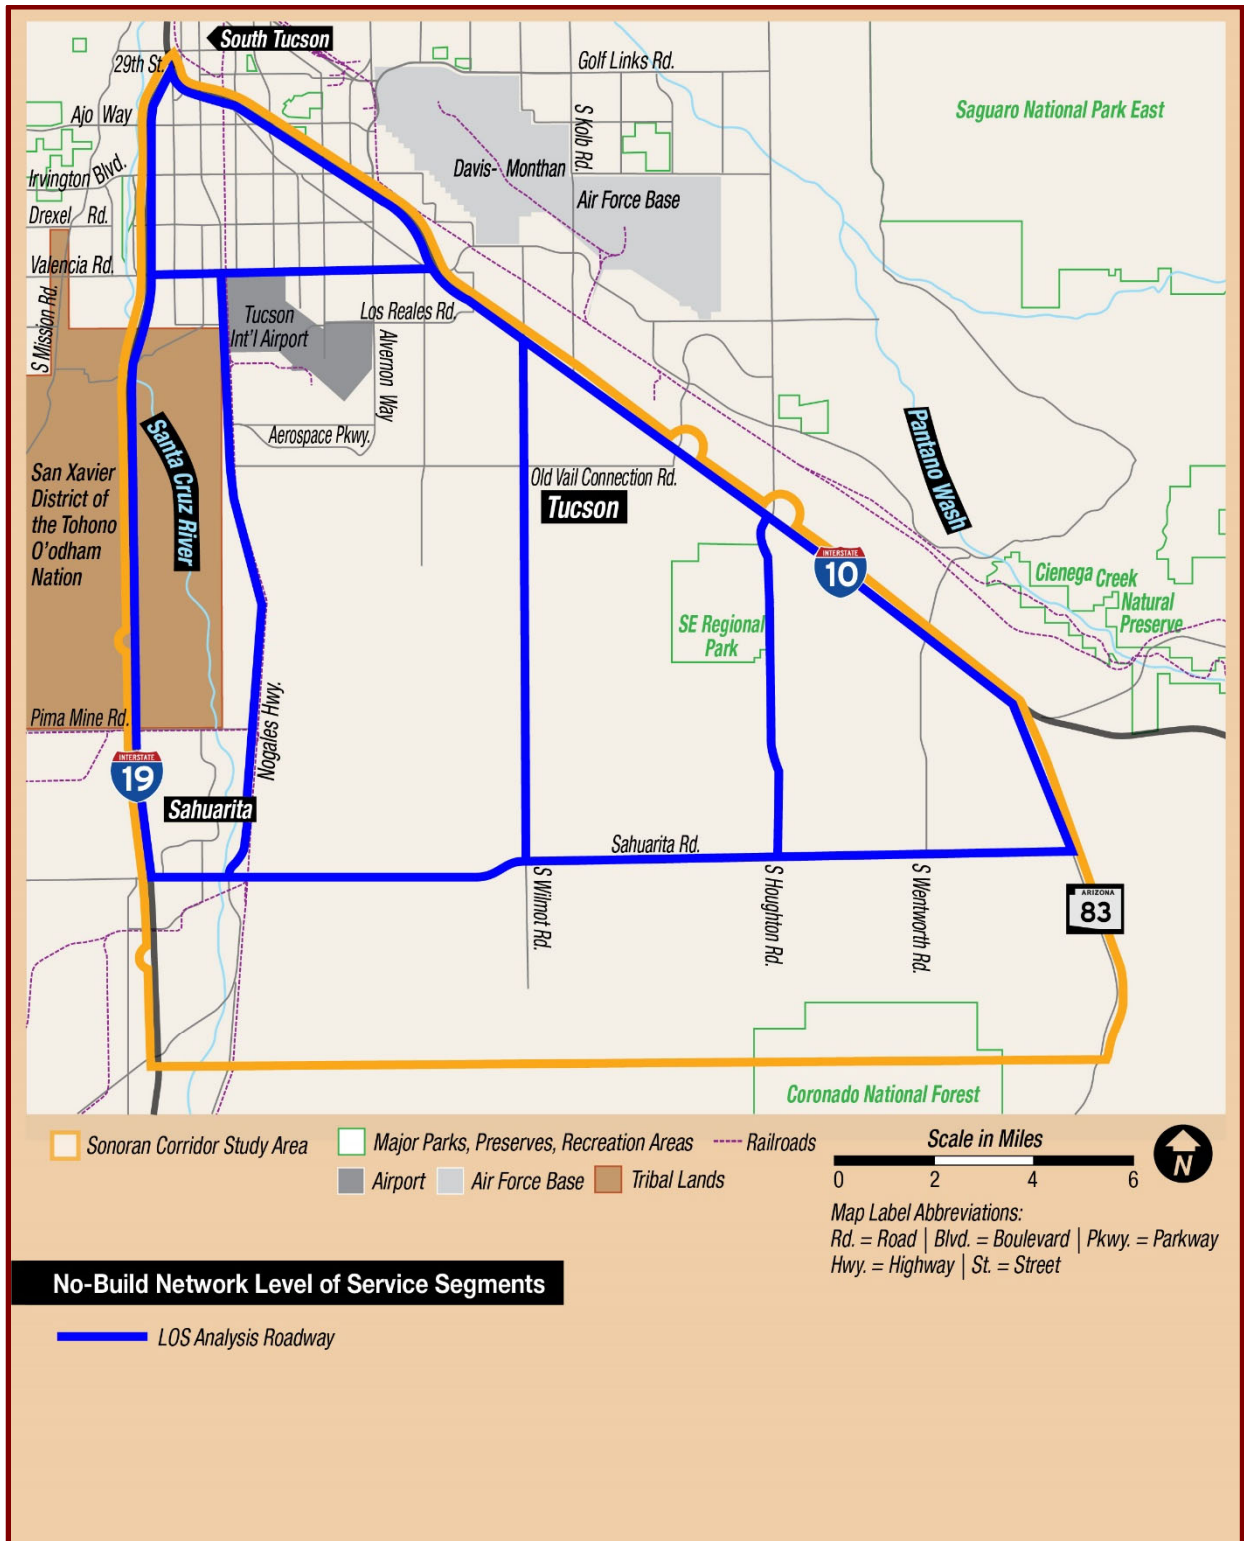 South Tucson
29th St.
Golf Links Rd.
Ajo Way
S Kolb Rd.
Saguaro National Park East
Irvington Blvd.
Davis- Monthan
Air Force Base
Drexel Rd.
Valencia Rd.
S Mission Rd.
Tucson
Int'l Airport
Los Reales Rd.
Alvernon Way
Santa Cruz River
Aerospace Pkwy.
Pantano Wash
San Xavier
District of
the Tohono
O'odham
Nation
Old Vail Connection Rd.
Tucson
INTERSTATE
10
Cienega Creek
Natural
Preserve
SE Regional
Park
Pima Mine Rd.
Nogales Hwy.
INTERSTATE
19
Sahuarita
Sahuarita Rd.
S Wilmot Rd.
S Houghton Rd.
S Wentworth Rd.
ARIZONA
83
Coronado National Forest
Sonoran Corridor Study Area
Major Parks, Preserves, Recreation Areas
Railroads
Airport
Air Force Base
Tribal Lands
Scale in Miles
0 2 4 6
N
Map Label Abbreviations:
Rd. = Road | Blvd. = Boulevard | Pkwy. = Parkway
Hwy. = Highway | St. = Street
No-Build Network Level of Service Segments
LOS Analysis Roadway